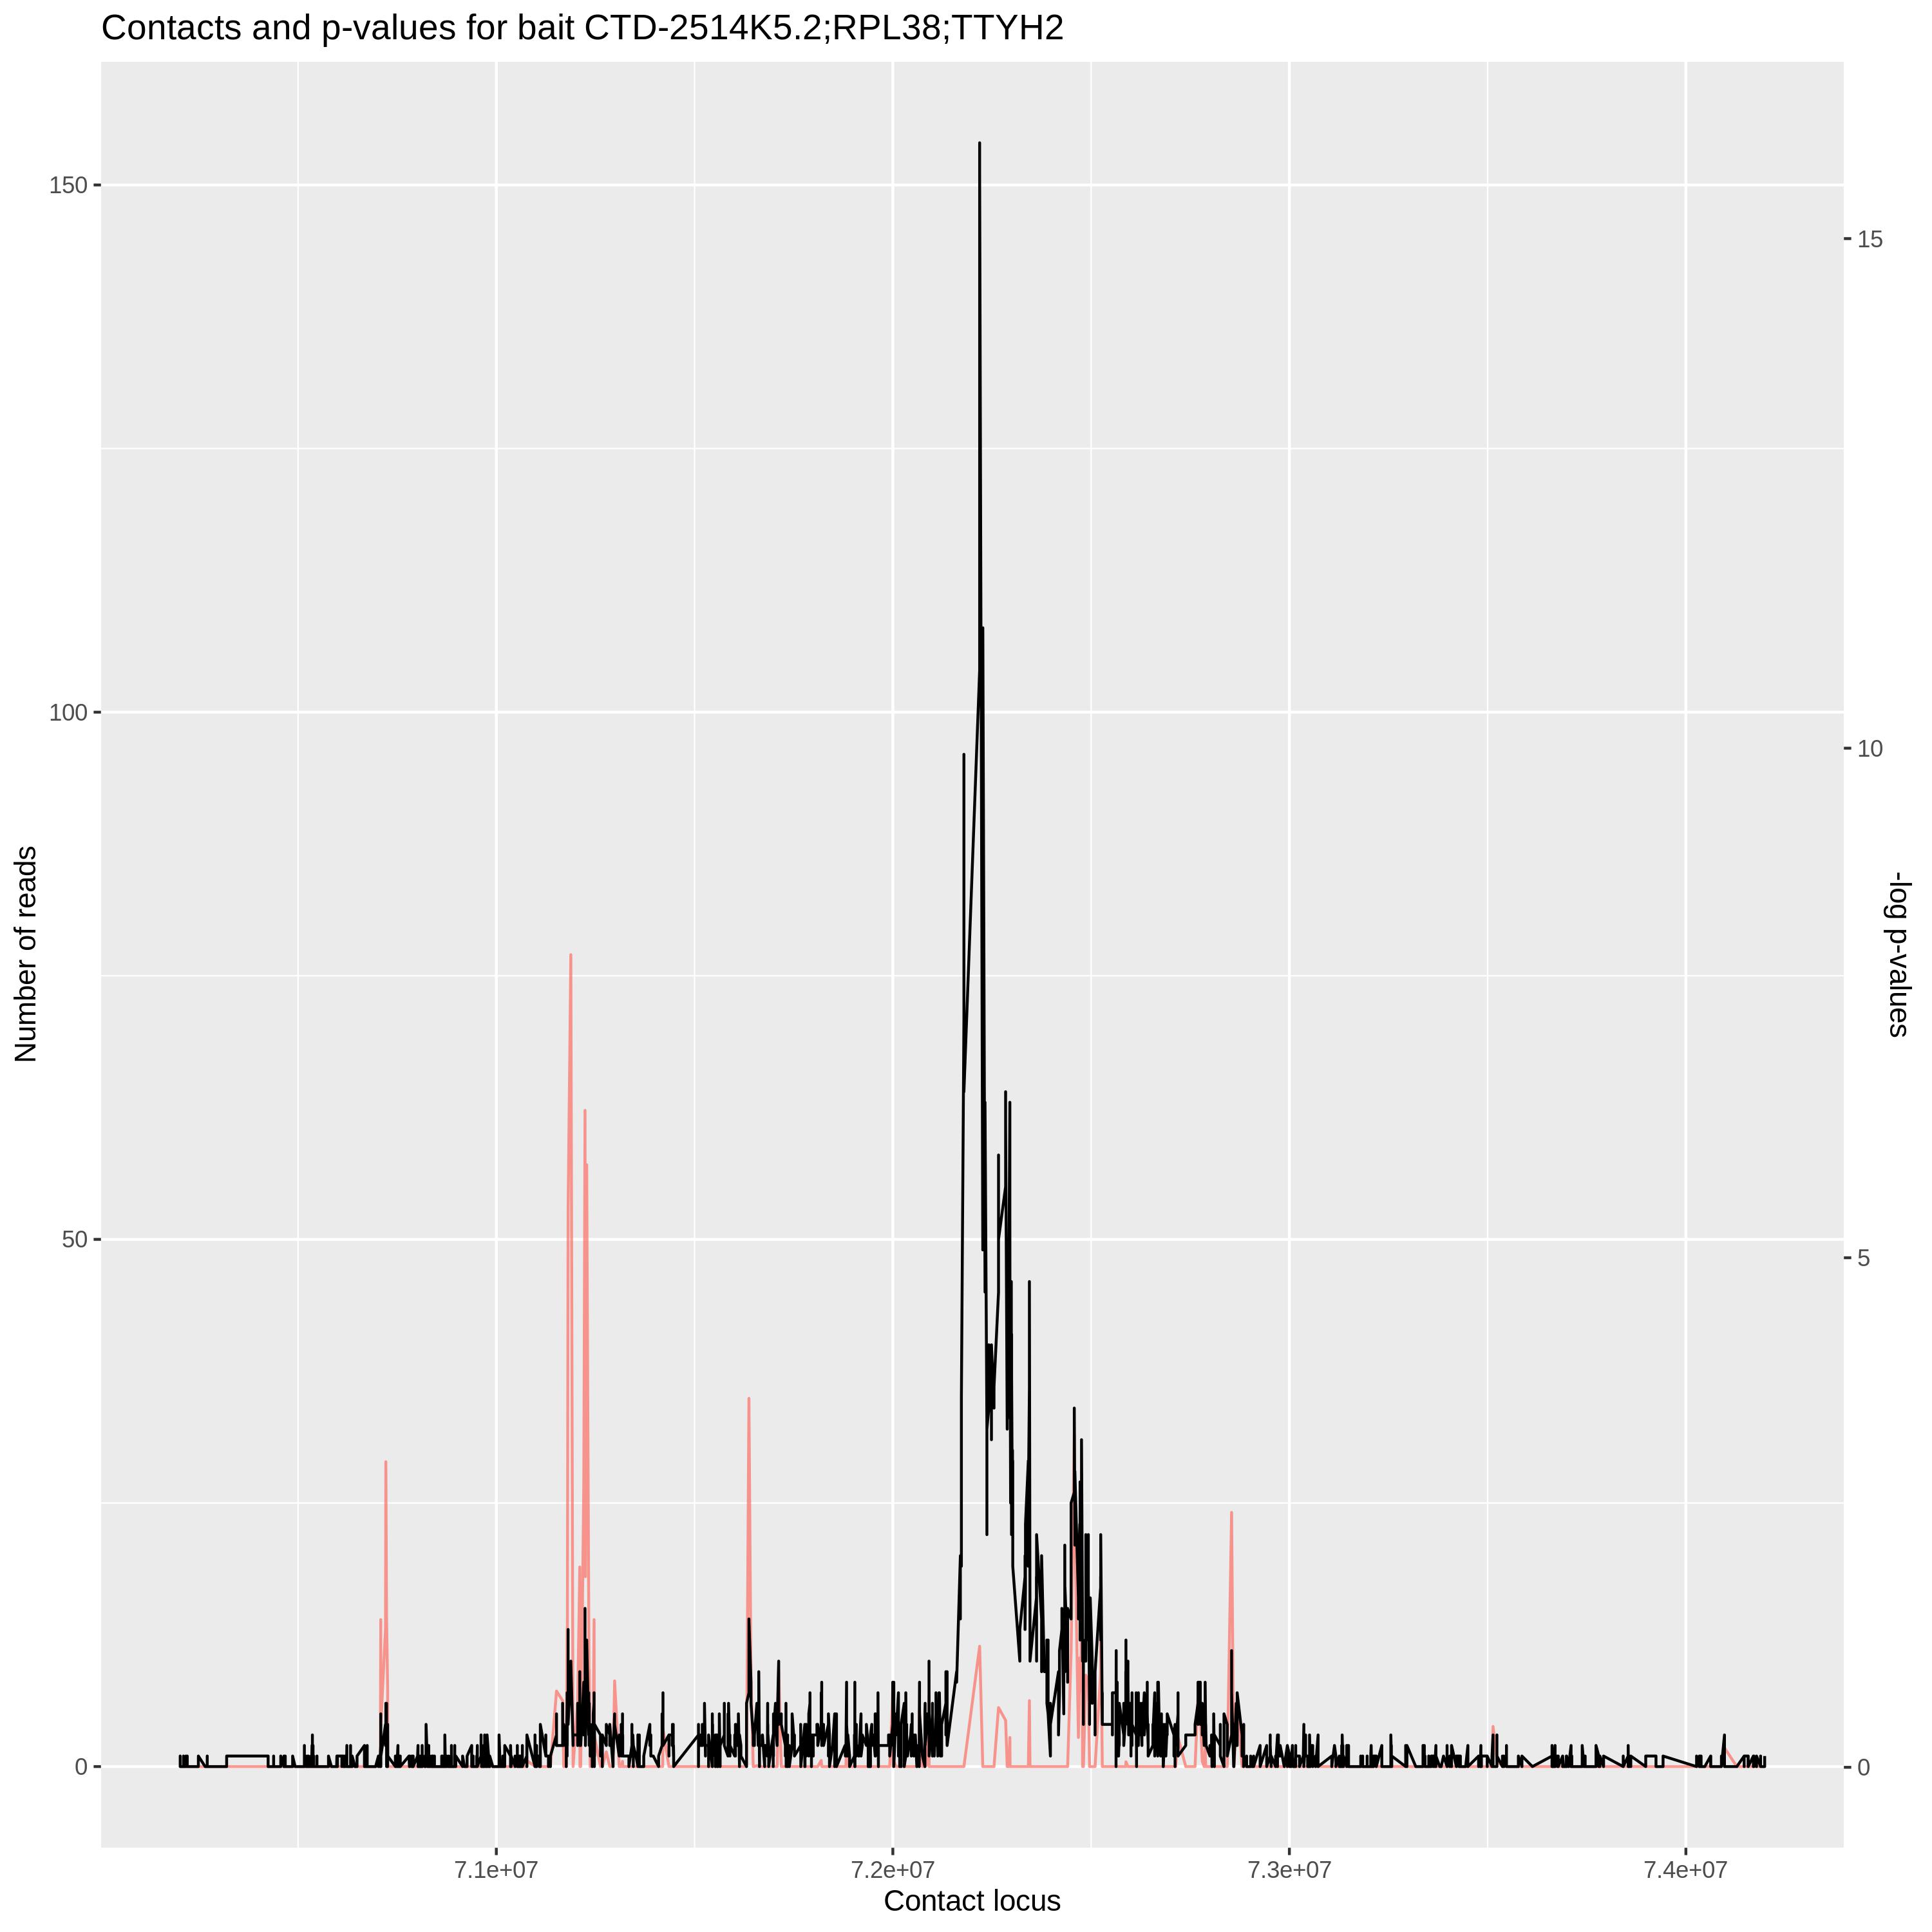 Contacts and p-values for bait CTD-2514K5.2;RPL38;TTYH2
150
100
50
0
Number of reads
15
10
5
0
-log p-values
7.1e+07
7.2e+07
7.3e+07
7.4e+07
Contact locus